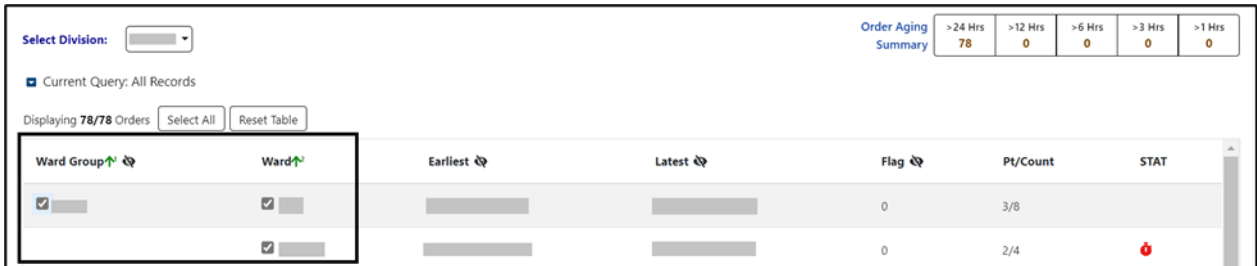 Select Division:
Order Aging Summary
>24 Hrs >12 Hrs >6 Hrs >3 Hrs >1 Hrs
78 0 0 0 0
Current Query: All Records
Displaying 78/78 Orders Select All Reset Table
Ward Group Ward Earliest Latest Flag Pt/Count STAT
0 3/8
0 2/4